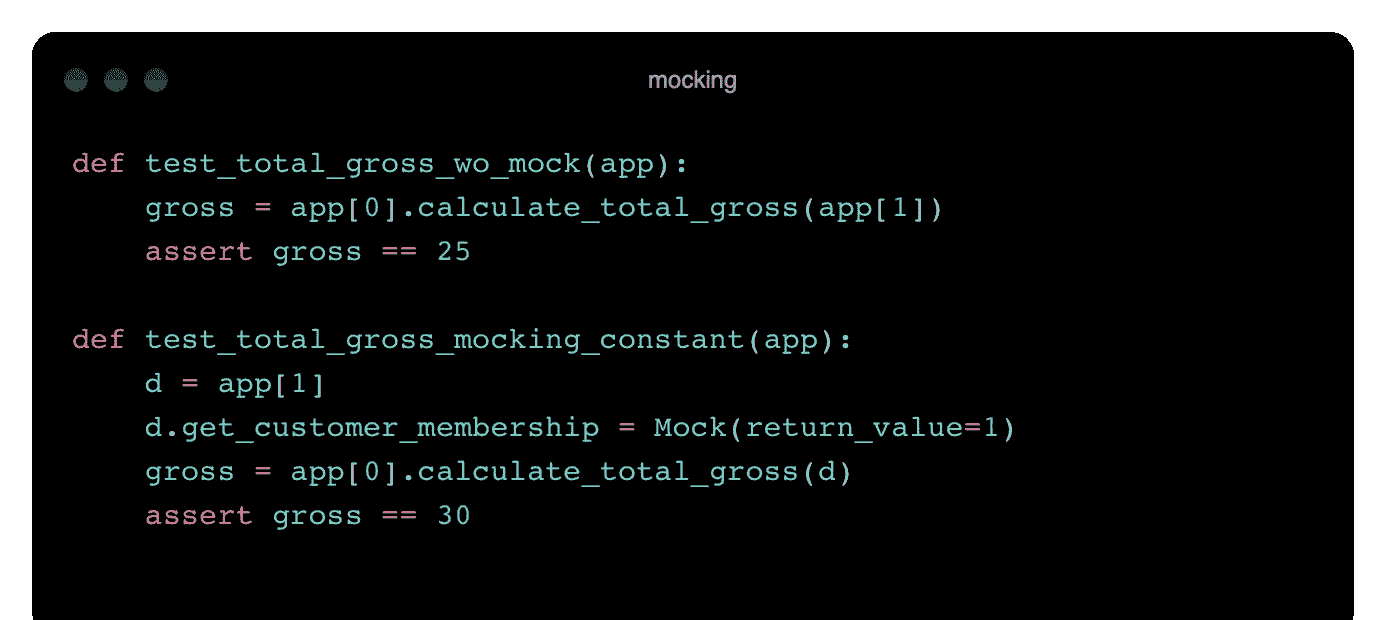 mocking
def test_total_gross_wo_mock(app):
    gross = app[0].calculate_total_gross(app[1])
    assert gross == 25
def test_total_gross_mocking_constant(app):
    d = app[1]
    d.get_customer_membership = Mock(return_value=1)
    gross = app[0].calculate_total_gross(d)
    assert gross == 30